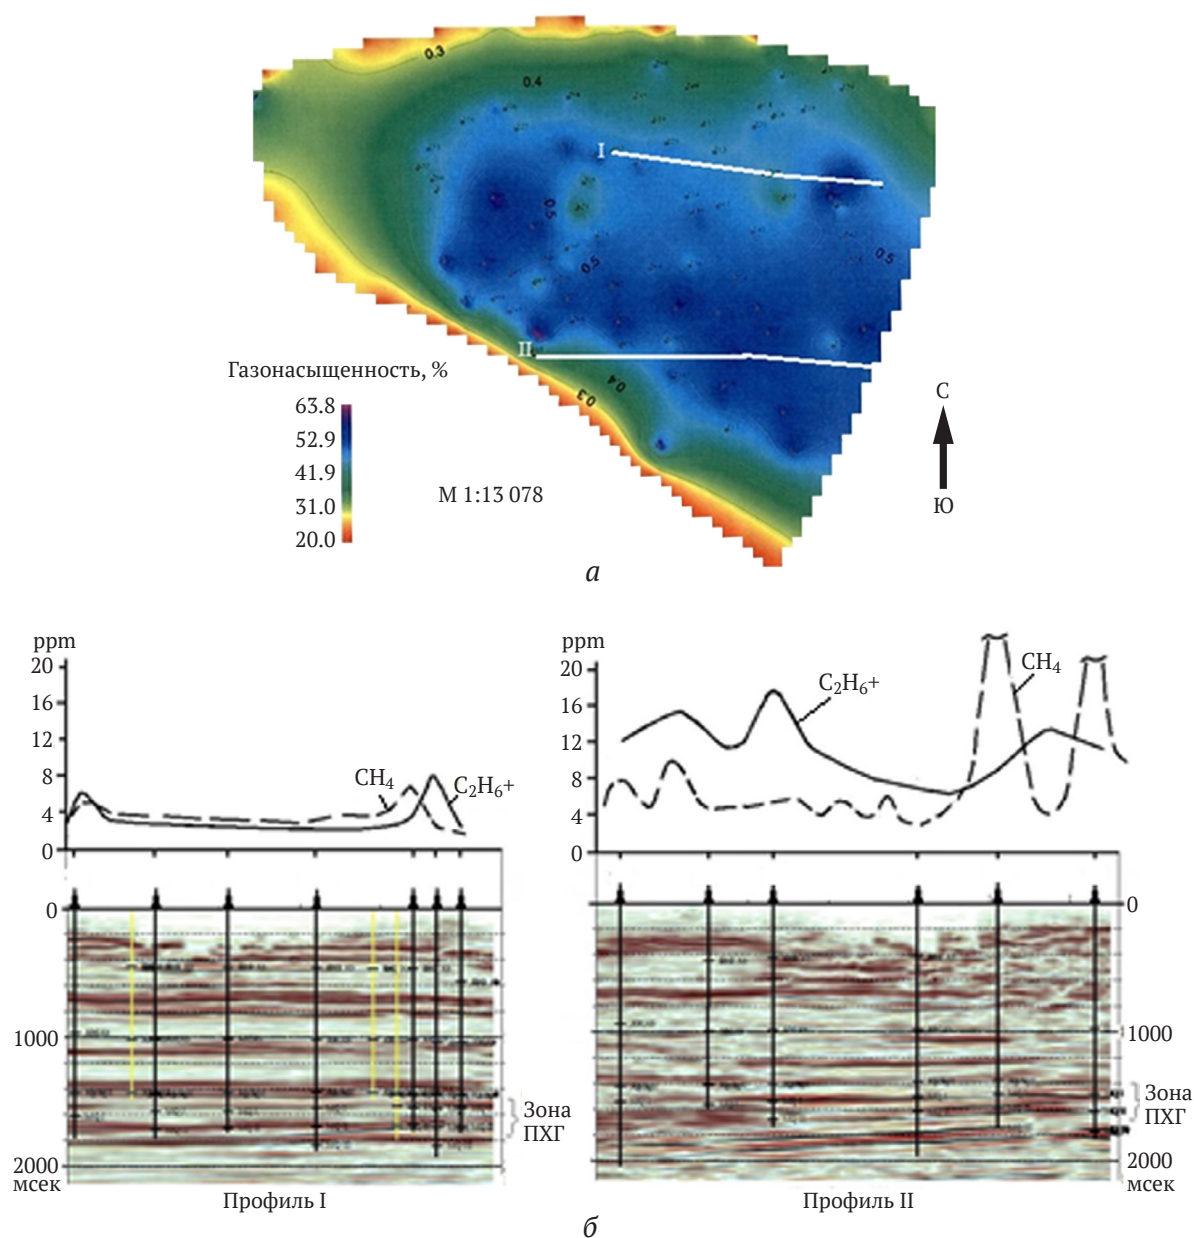 0.3
0.4
I
0.5
0.5
0.5
II
0.4
0.3
Газонасыщенность, %
63.8
52.9
41.9
31.0
20.0
М 1:13 078
С
Ю
а
ppm
20
16
12
8
4
0
CH₄
C₂H₆+
0
1000
2000
мсек
Зона
ПХГ
Профиль I
ppm
20
16
12
8
4
0
C₂H₆+
CH₄
0
1000
2000
мсек
Зона
ПХГ
Профиль II
б